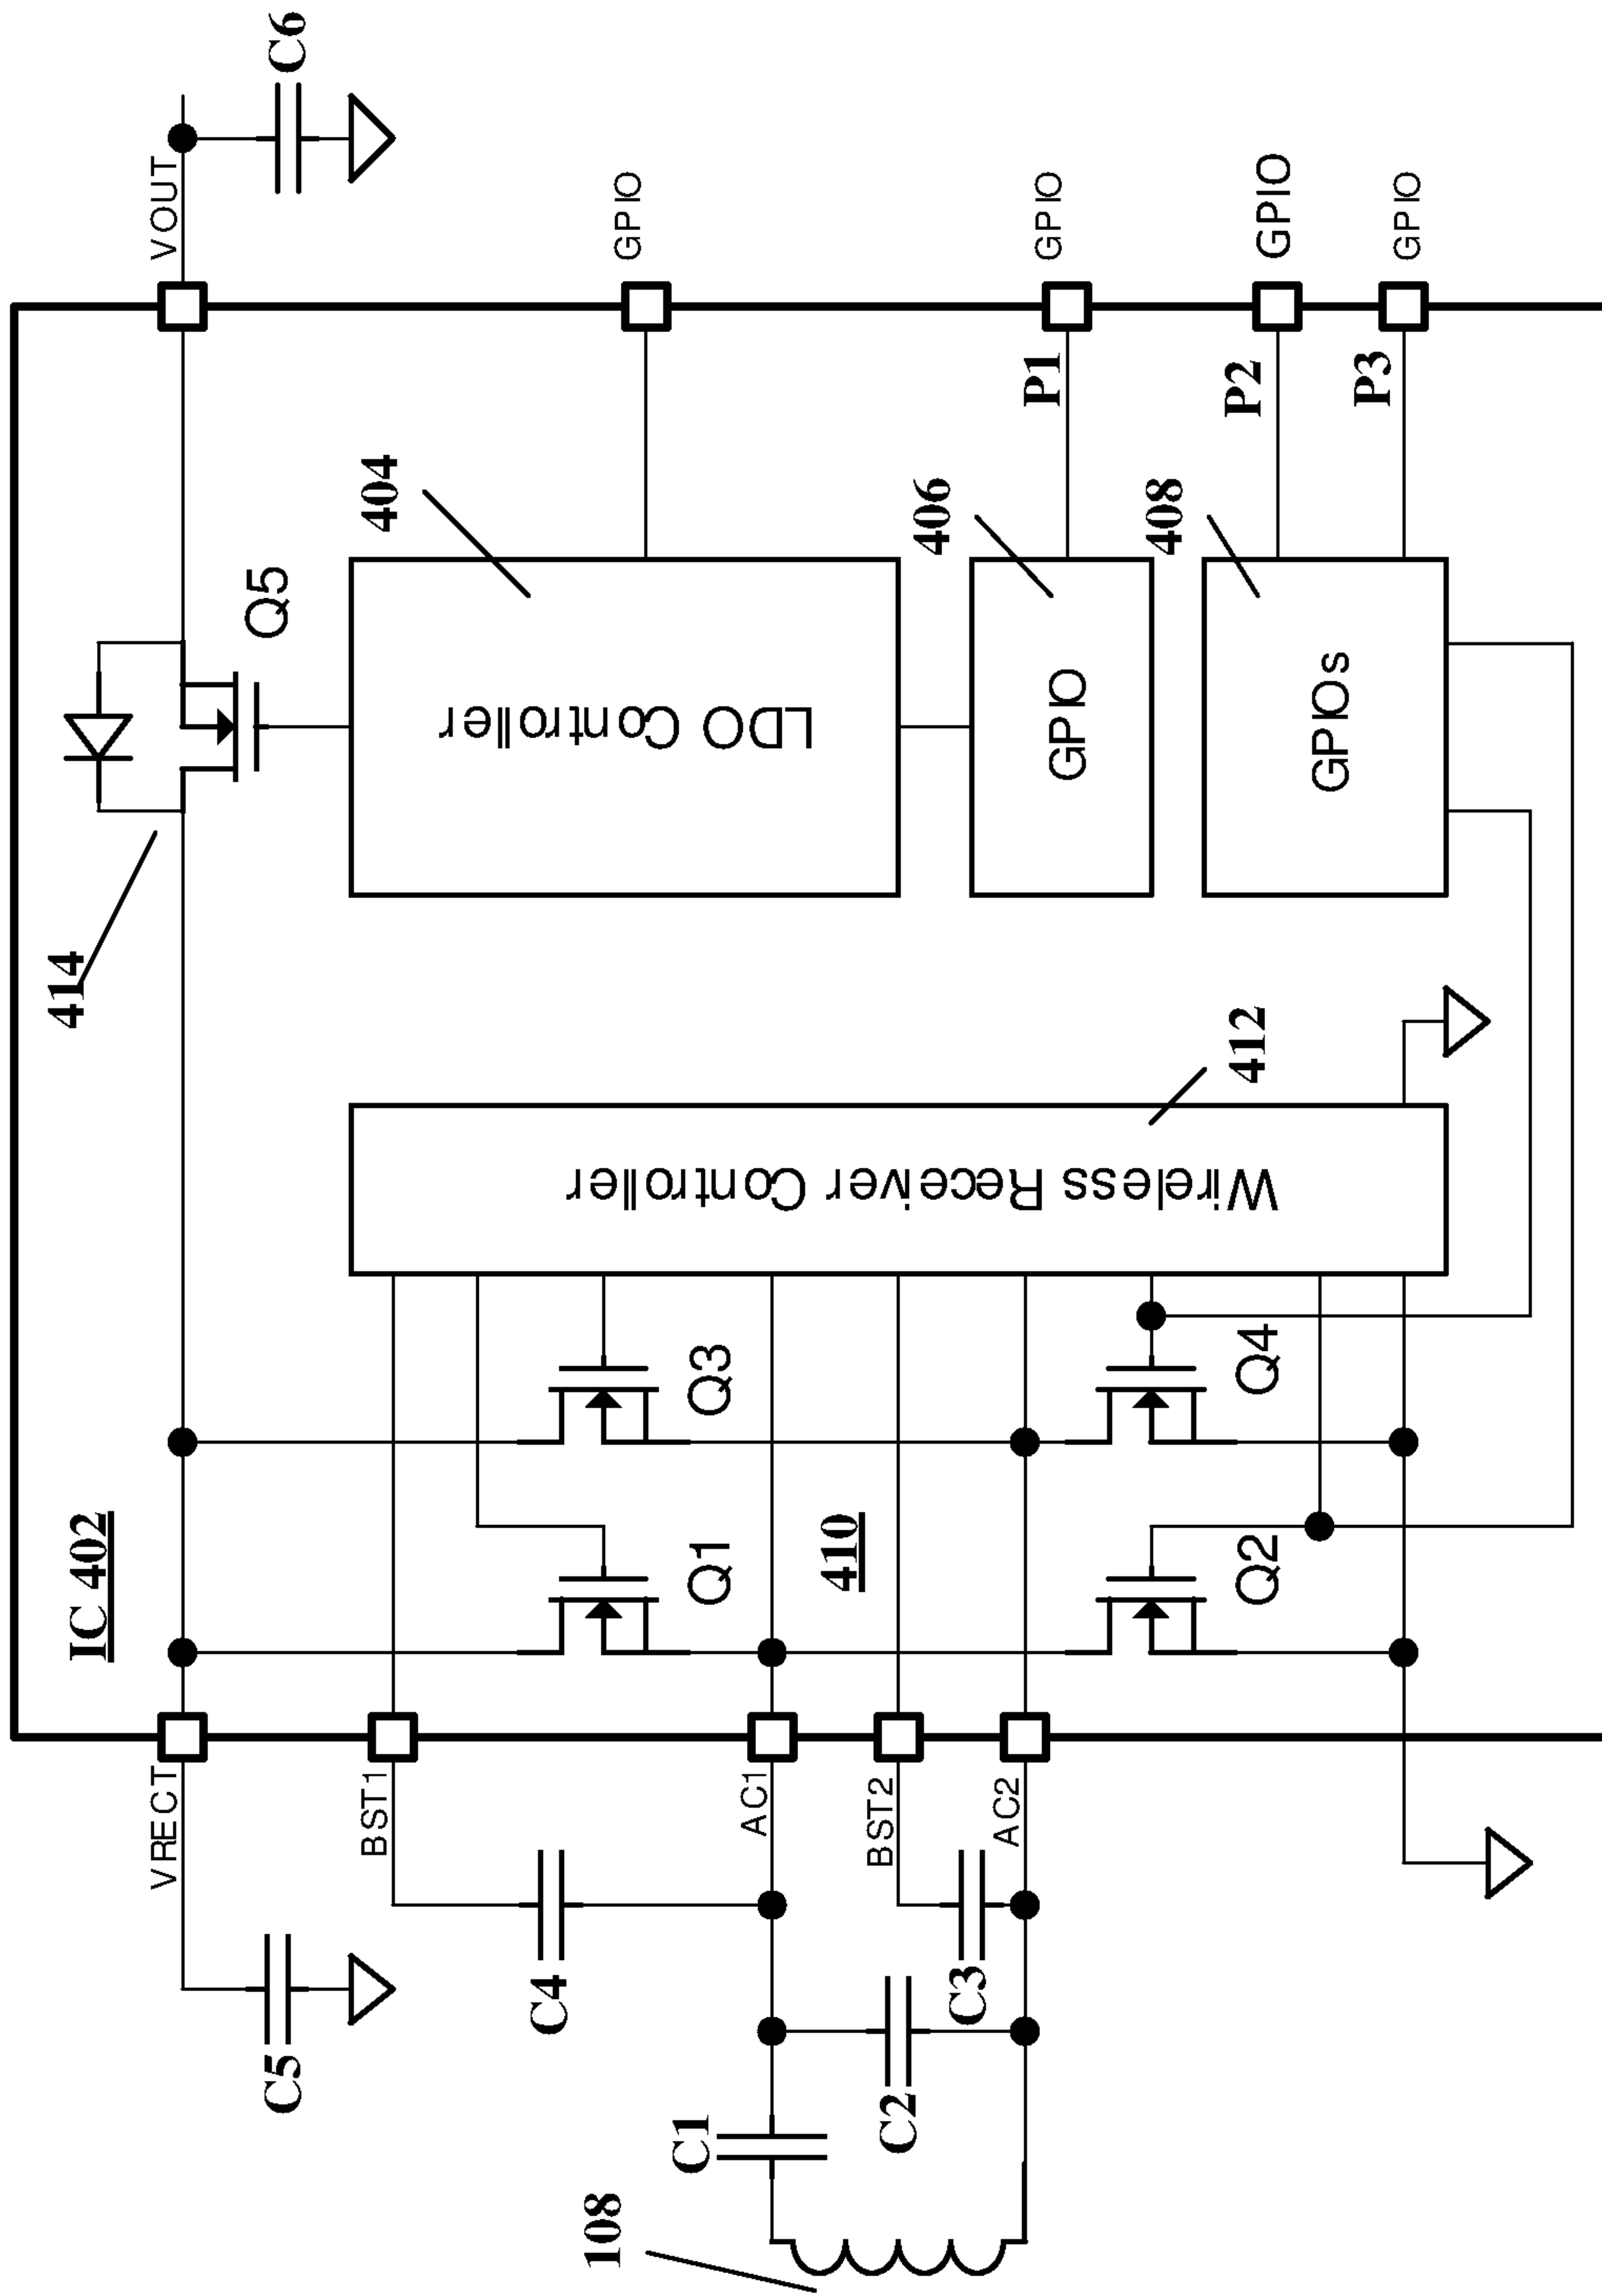 IC 402
414
VRECT
VOUT
C5
C6
Q5
BST1
404
C4
Q1
Q3
LDO Controller
GPIO
108
C1
AC1
410
Wireless Receiver Controller
C2
BST2
406
GPIO
P1
GPIO
C3
AC2
Q2
Q4
412
408
GPIOs
P2
GPIO
P3
GPIO